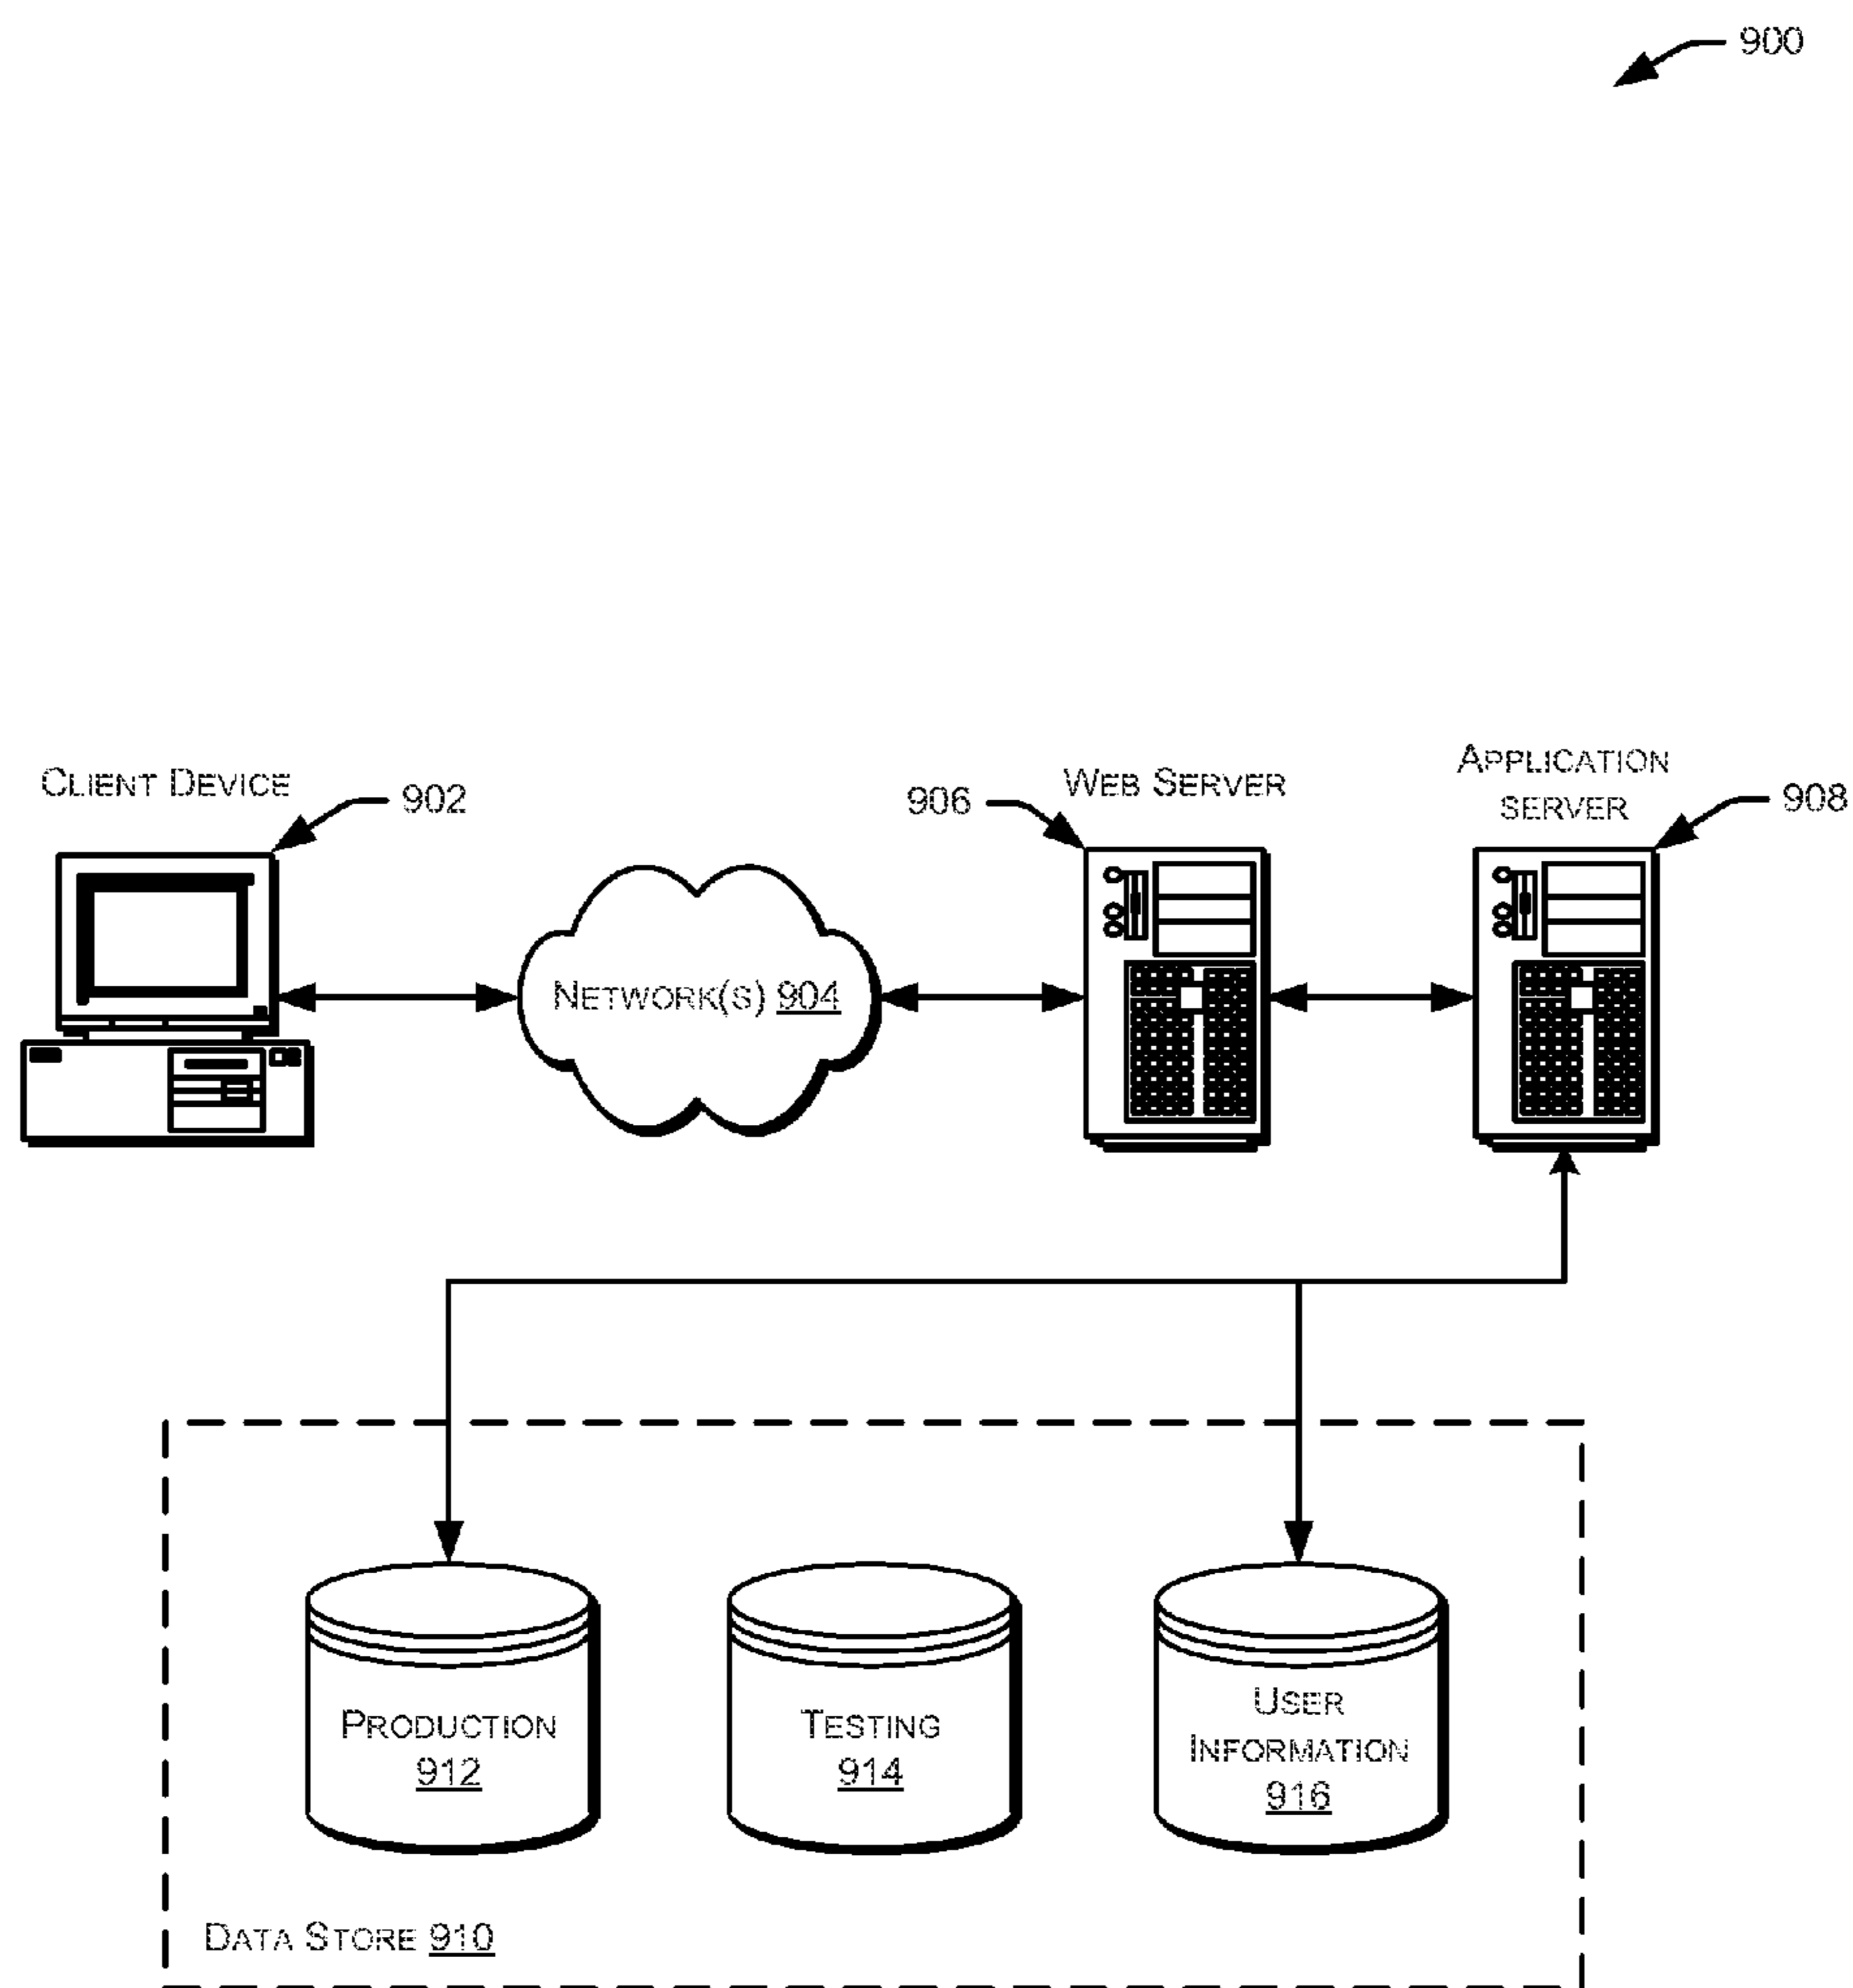 900
CLIENT DEVICE
902
906
WEB SERVER
APPLICATION
SERVER
908
NETWORK(S) 904
PRODUCTION
912
TESTING
914
USER
INFORMATION
916
DATA STORE 910